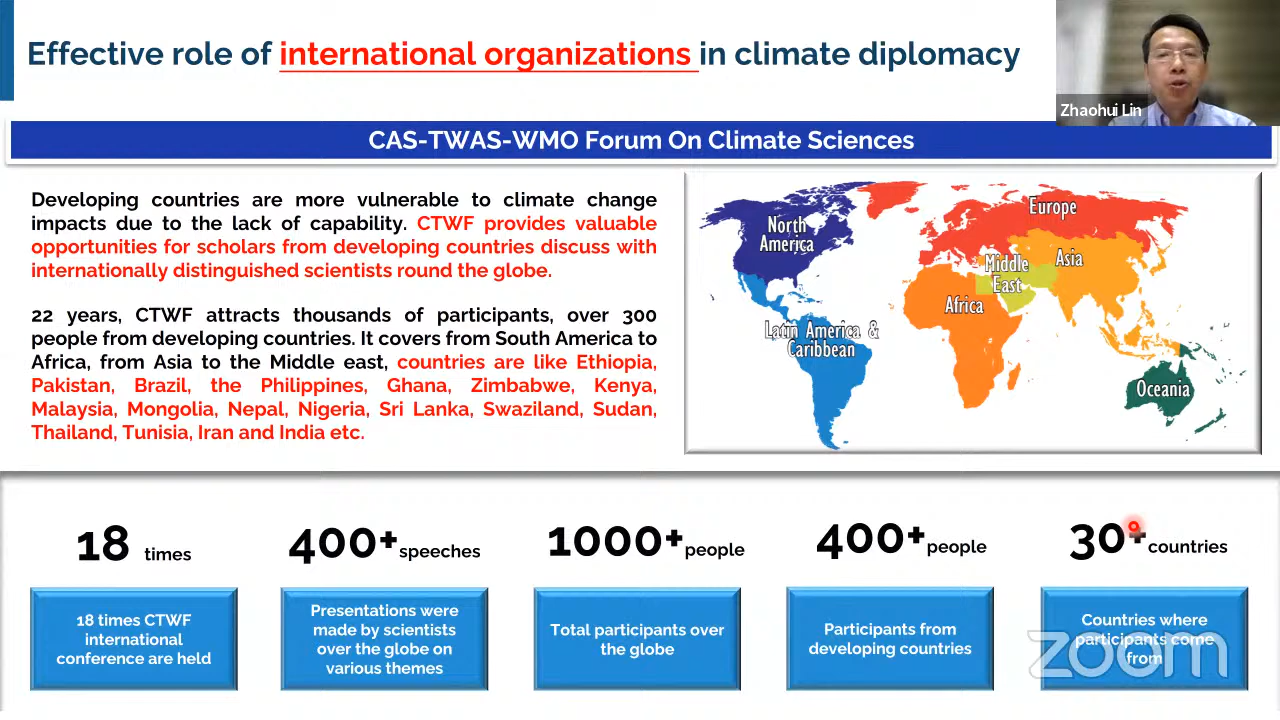 Effective role of international organizations in climate diplomacy
Zhaohui Lin
CAS-TWAS-WMO Forum On Climate Sciences
Developing countries are more vulnerable to climate change
impacts due to the lack of capability. CTWF provides valuable
opportunities for scholars from developing countries discuss with
internationally distinguished scientists round the globe.
22 years, CTWF attracts thousands of participants, over 300
people from developing countries. It covers from South America to
Africa, from Asia to the Middle east, countries are like Ethiopia,
Pakistan, Brazil, the Philippines, Ghana, Zimbabwe, Kenya,
Malaysia, Mongolia, Nepal, Nigeria, Sri Lanka, Swaziland, Sudan,
Thailand, Tunisia, Iran and India etc.
North
America
Europe
Middle
East
Asia
Africa
Latin America &
Caribbean
Oceania
18 times
18 times CTWF
international
conference are held
400+ speeches
Presentations were
made by scientists
over the globe on
various themes
1000+ people
Total participants over
the globe
400+ people
Participants from
developing countries
30+ countries
Countries where
participants come
from
zoom